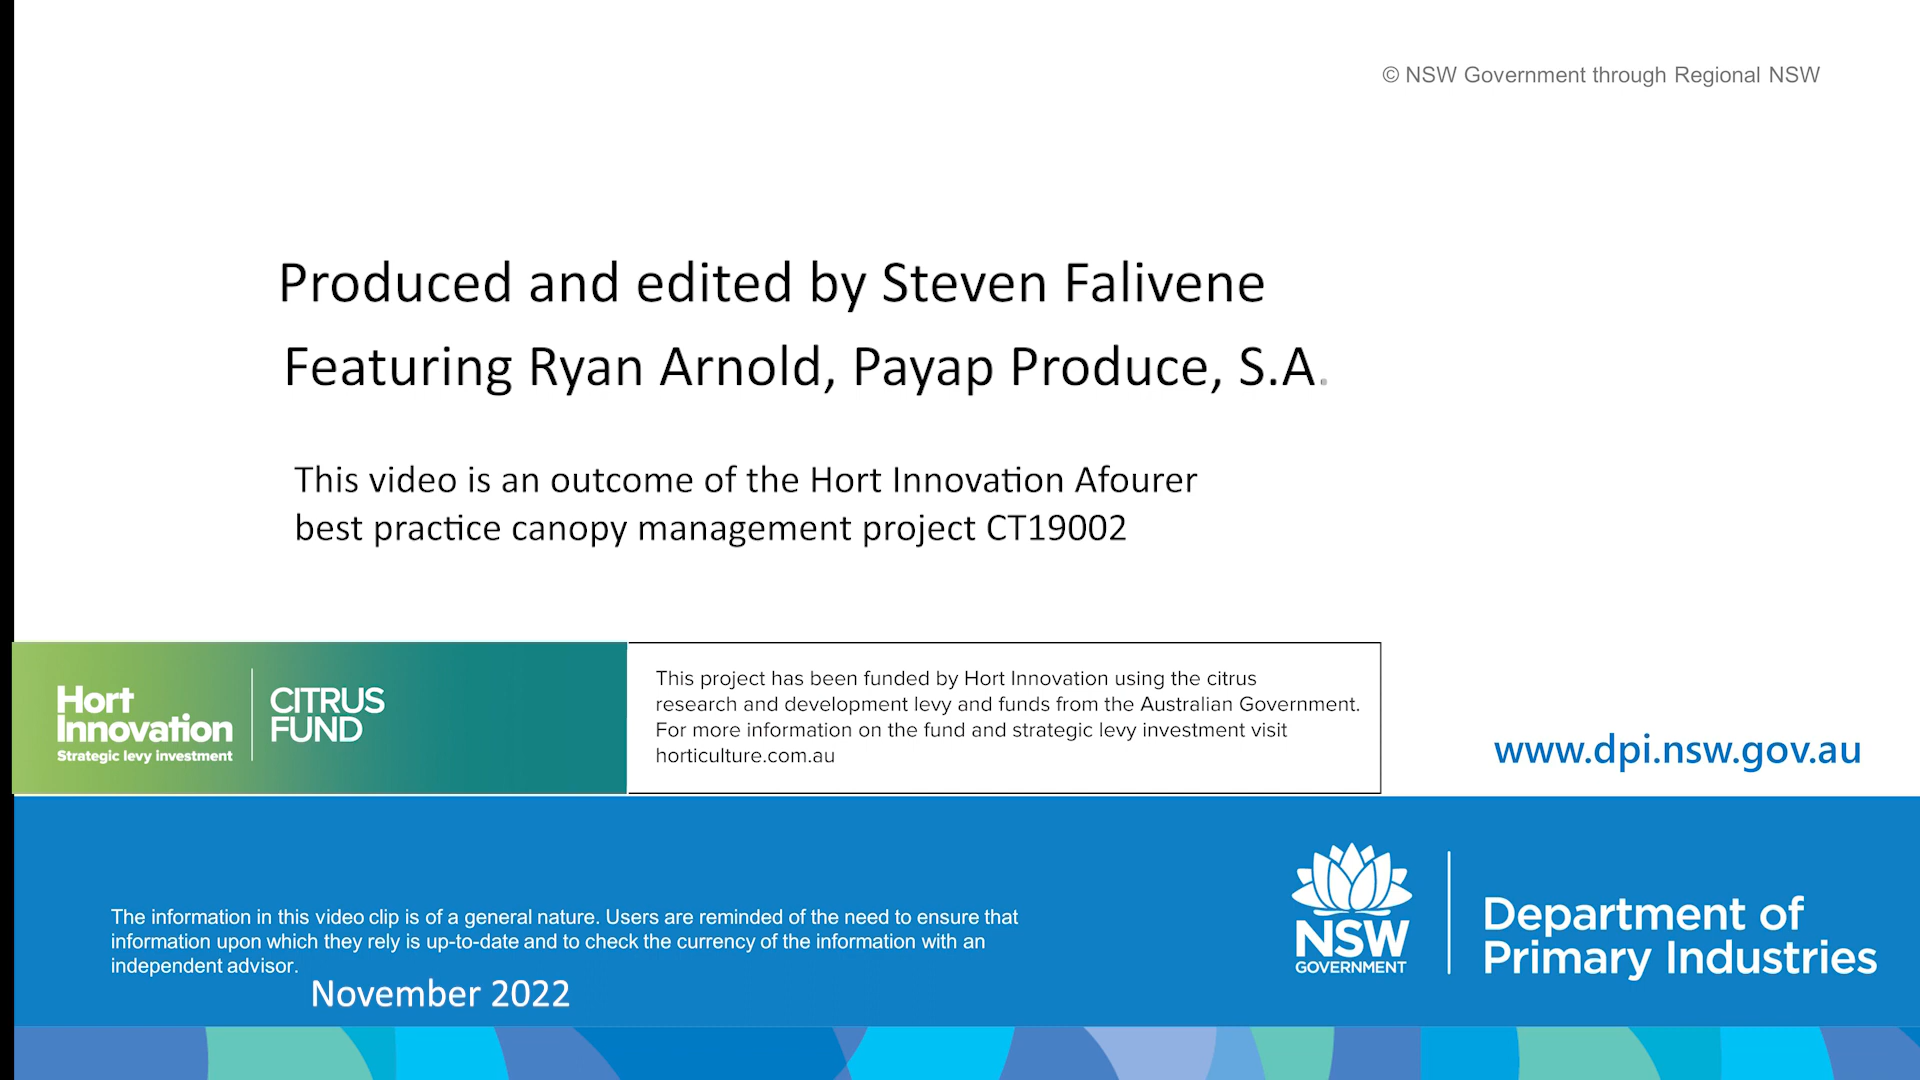 © NSW Government through Regional NSW
Produced and edited by Steven Falivene
Featuring Ryan Arnold, Payap Produce, S.A.
This video is an outcome of the Hort Innovation Afourer
best practice canopy management project CT19002
Hort
Innovation
Strategic levy investment
CITRUS
FUND
This project has been funded by Hort Innovation using the citrus
research and development levy and funds from the Australian Government.
For more information on the fund and strategic levy investment visit
horticulture.com.au
www.dpi.nsw.gov.au
The information in this video clip is of a general nature. Users are reminded of the need to ensure that
information upon which they rely is up-to-date and to check the currency of the information with an
independent advisor.
November 2022
NSW
GOVERNMENT
Department of
Primary Industries